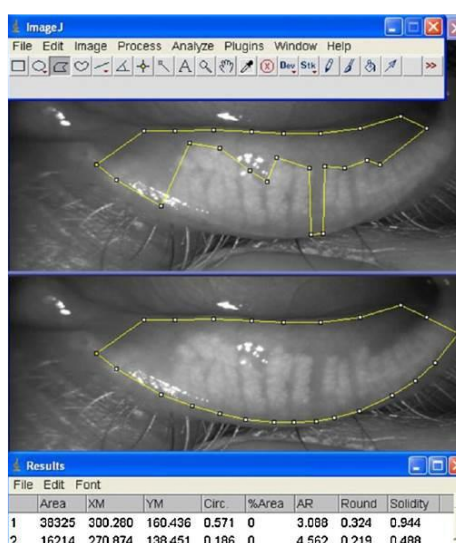 ImageJ
File Edit Image Process Analyze Plugins Window Help
A Dev Stk >>
Results
File Edit Font
Area XM YM Circ. %Area AR Round Solidity
1 38325 300.280 160.436 0.571 0 3.088 0.324 0.944
2 16214 270.874 138.451 0.186 0 4.562 0.219 0.488